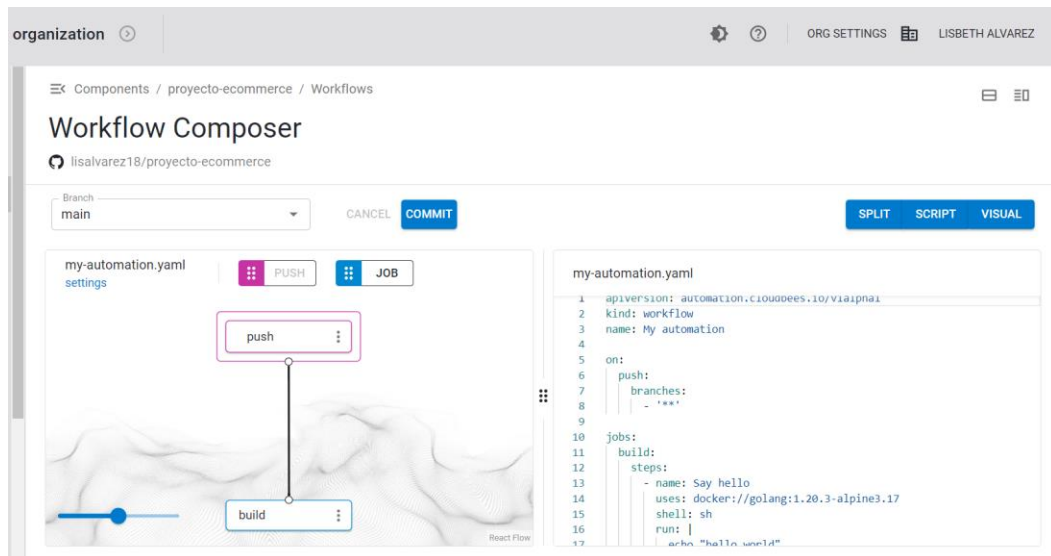 organization
ORG SETTINGS LISBETH ALVAREZ
Components / proyecto-ecommerce / Workflows
Workflow Composer
lisalvarez18/proyecto-ecommerce
Branch
main
CANCEL COMMIT
SPLIT SCRIPT VISUAL
my-automation.yaml
settings
PUSH JOB
push
build
React Flow
my-automation.yaml
1 apiVersion: automation.cloudbees.io/v1alpha1
2 kind: workflow
3 name: My automation
4
5 on:
6 push:
7 branches:
8 - '**'
9
10 jobs:
11 build:
12 steps:
13 - name: Say hello
14 uses: docker://golang:1.20.3-alpine3.17
15 shell: sh
16 run: |
17 echo "hello world"